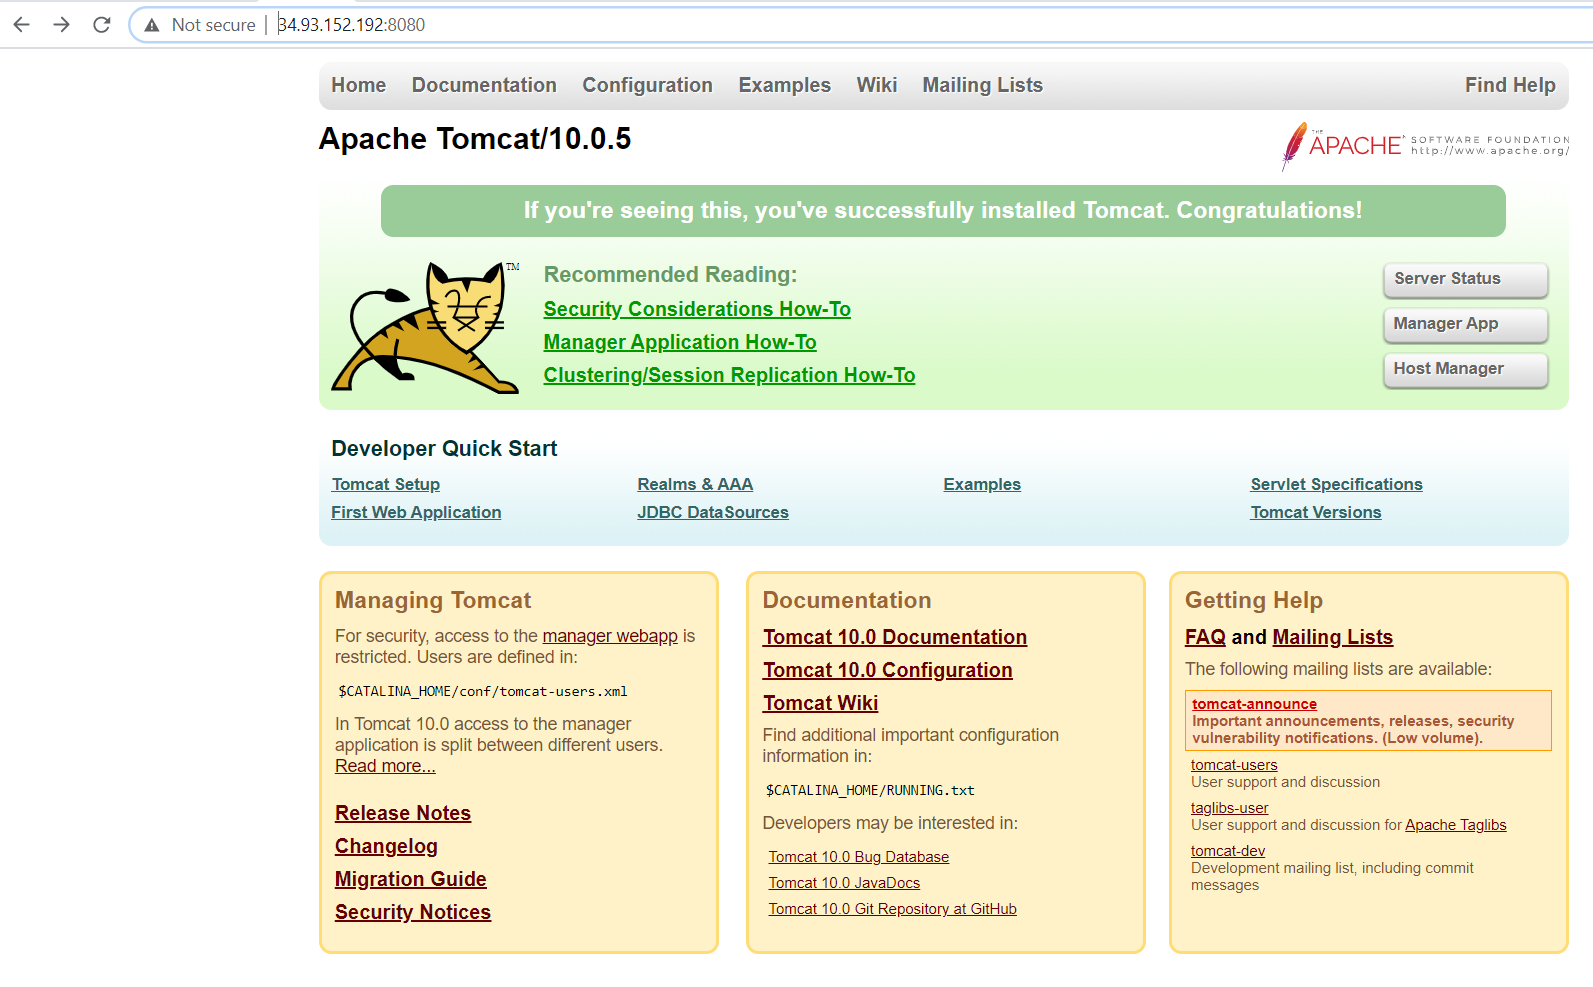 Not secure | 34.93.152.192:8080
Home Documentation Configuration Examples Wiki Mailing Lists Find Help
Apache Tomcat/10.0.5
THE APACHE SOFTWARE FOUNDATION
http://www.apache.org/
If you're seeing this, you've successfully installed Tomcat. Congratulations!
TM
Recommended Reading:
Security Considerations How-To
Manager Application How-To
Clustering/Session Replication How-To
Server Status
Manager App
Host Manager
Developer Quick Start
Tomcat Setup
First Web Application
Realms & AAA
JDBC DataSources
Examples
Servlet Specifications
Tomcat Versions
Managing Tomcat
For security, access to the manager webapp is
restricted. Users are defined in:
$CATALINA_HOME/conf/tomcat-users.xml
In Tomcat 10.0 access to the manager
application is split between different users.
Read more...
Release Notes
Changelog
Migration Guide
Security Notices
Documentation
Tomcat 10.0 Documentation
Tomcat 10.0 Configuration
Tomcat Wiki
Find additional important configuration
information in:
$CATALINA_HOME/RUNNING.txt
Developers may be interested in:
Tomcat 10.0 Bug Database
Tomcat 10.0 JavaDocs
Tomcat 10.0 Git Repository at GitHub
Getting Help
FAQ and Mailing Lists
The following mailing lists are available:
tomcat-announce
Important announcements, releases, security
vulnerability notifications. (Low volume).
tomcat-users
User support and discussion
taglibs-user
User support and discussion for Apache Taglibs
tomcat-dev
Development mailing list, including commit
messages